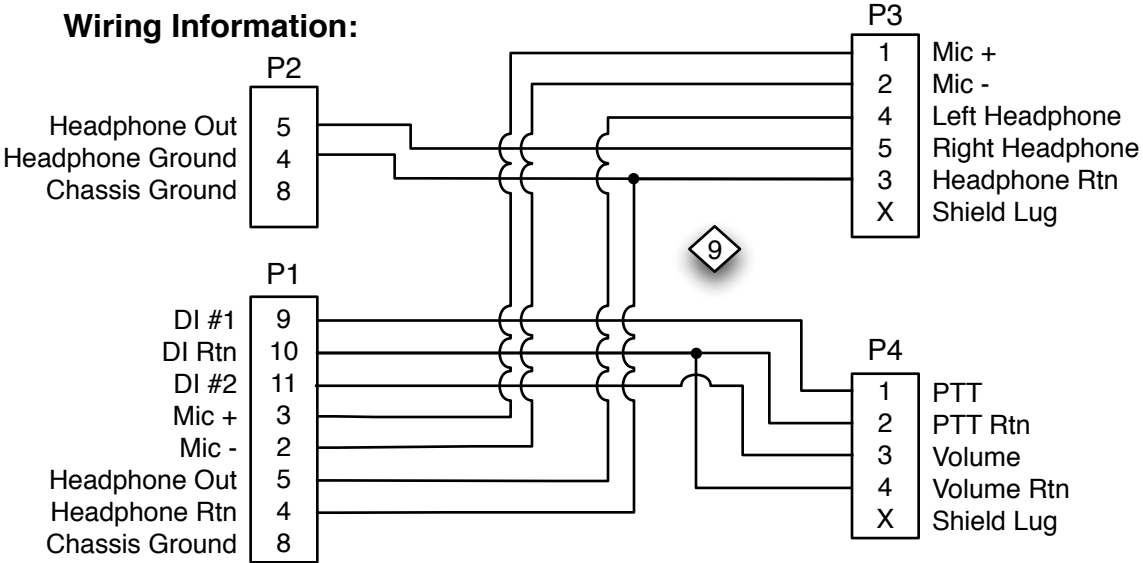 Wiring Information:
P2
Headphone Out 5
Headphone Ground 4
Chassis Ground 8
P1
DI #1 9
DI Rtn 10
DI #2 11
Mic + 3
Mic - 2
Headphone Out 5
Headphone Rtn 4
Chassis Ground 8
P3
1 Mic +
2 Mic -
4 Left Headphone
5 Right Headphone
3 Headphone Rtn
X Shield Lug
9
P4
1 PTT
2 PTT Rtn
3 Volume
4 Volume Rtn
X Shield Lug